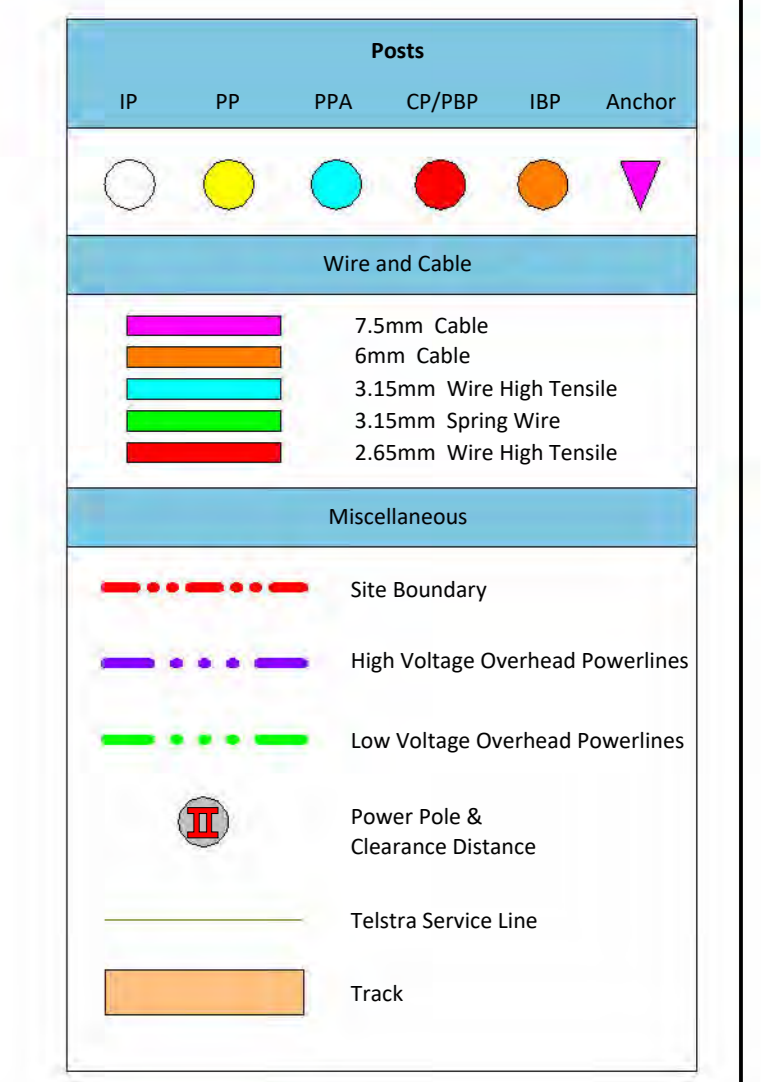 Posts
IP PP PPA CP/PBP IBP Anchor
Wire and Cable
7.5mm Cable
6mm Cable
3.15mm Wire High Tensile
3.15mm Spring Wire
2.65mm Wire High Tensile
Miscellaneous
Site Boundary
High Voltage Overhead Powerlines
Low Voltage Overhead Powerlines
Power Pole &
Clearance Distance
Telstra Service Line
Track